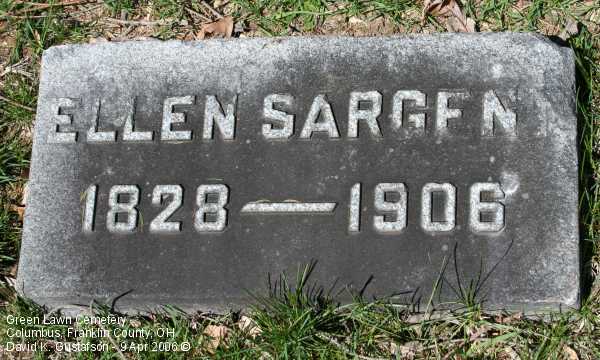 ELLEN SARGENT
1828 — 1906
Green Lawn Cemetery
Columbus, Franklin County, OH
David K. Gustafson - 9 Apr 2006 ©